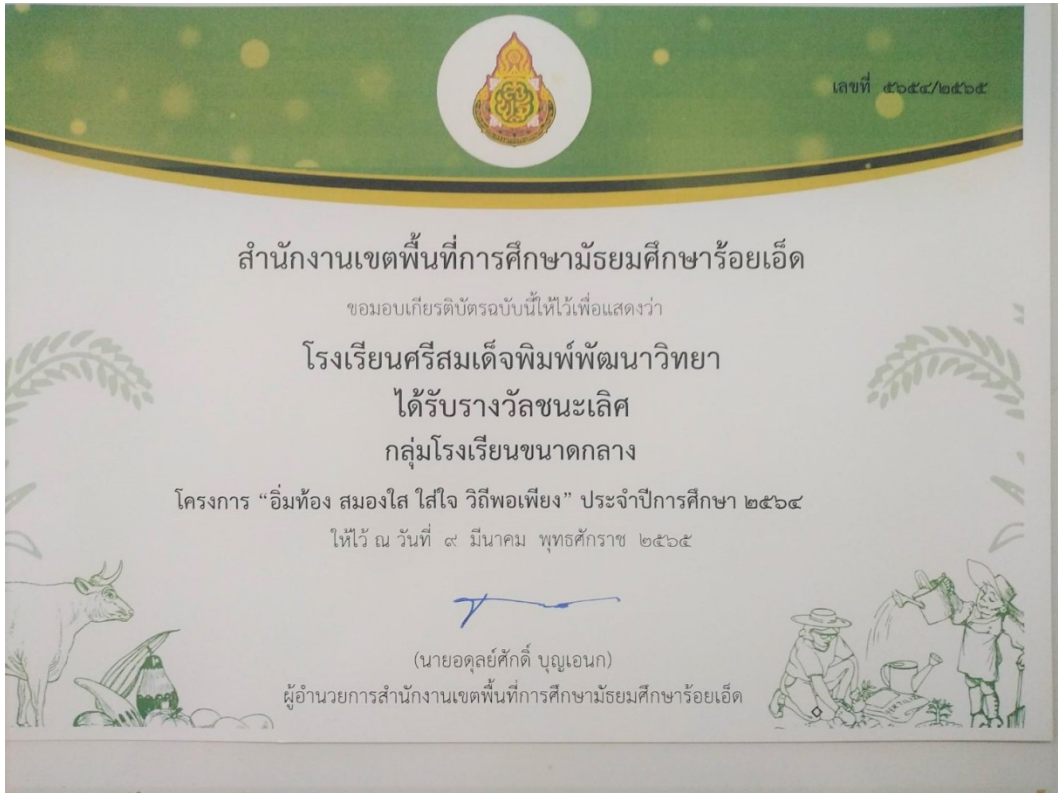 เลขที่ ๕๖๕๔/๒๕๖๕
สำนักงานเขตพื้นที่การศึกษามัธยมศึกษาร้อยเอ็ด
ขอมอบเกียรติบัตรฉบับนี้ให้ไว้เพื่อแสดงว่า
โรงเรียนศรีสมเด็จพิมพ์พัฒนาวิทยา
ได้รับรางวัลชนะเลิศ
กลุ่มโรงเรียนขนาดกลาง
โครงการ “อิ่มท้อง สมองใส ใส่ใจ วิถีพอเพียง” ประจำปีการศึกษา ๒๕๖๔
ให้ไว้ ณ วันที่ ๙ มีนาคม พุทธศักราช ๒๕๖๕
(นายอดุลย์ศักดิ์ บุญเอนก)
ผู้อำนวยการสำนักงานเขตพื้นที่การศึกษามัธยมศึกษาร้อยเอ็ด